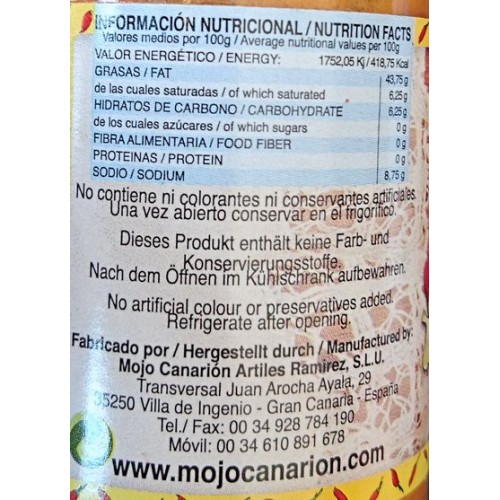 INFORMACIÓN NUTRICIONAL / NUTRITION FACTS
Valores medios por 100g / Average nutritional values per 100g
VALOR ENERGÉTICO / ENERGY: 1752,05 Kj / 418,75 Kcal
GRASAS / FAT 43,75 g
de las cuales saturadas / of which saturated 6,25 g
HIDRATOS DE CARBONO / CARBOHYDRATE 6,25 g
de los cuales azúcares / of which sugars 0 g
FIBRA ALIMENTARIA / FOOD FIBER 0 g
PROTEINAS / PROTEIN 0 g
SODIO / SODIUM 8,75 g
No contiene ni colorantes ni conservantes artificiales.
Una vez abierto conservar en el frigorífico.
Dieses Produkt enthält keine Farb- und
Konservierungsstoffe.
Nach dem Öffnen im Kühlschrank aufbewahren.
No artificial colour or preservatives added.
Refrigerate after opening.
Fabricado por / Hergestellt durch / Manufactured by:
Mojo Canarión Artiles Ramírez, S.L.U.
Transversal Juan Arocha Ayala, 29
35250 Villa de Ingenio - Gran Canaria - España
Tel./ Fax: 00 34 928 784 190
Móvil: 00 34 610 891 678
www.mojocanarion.com